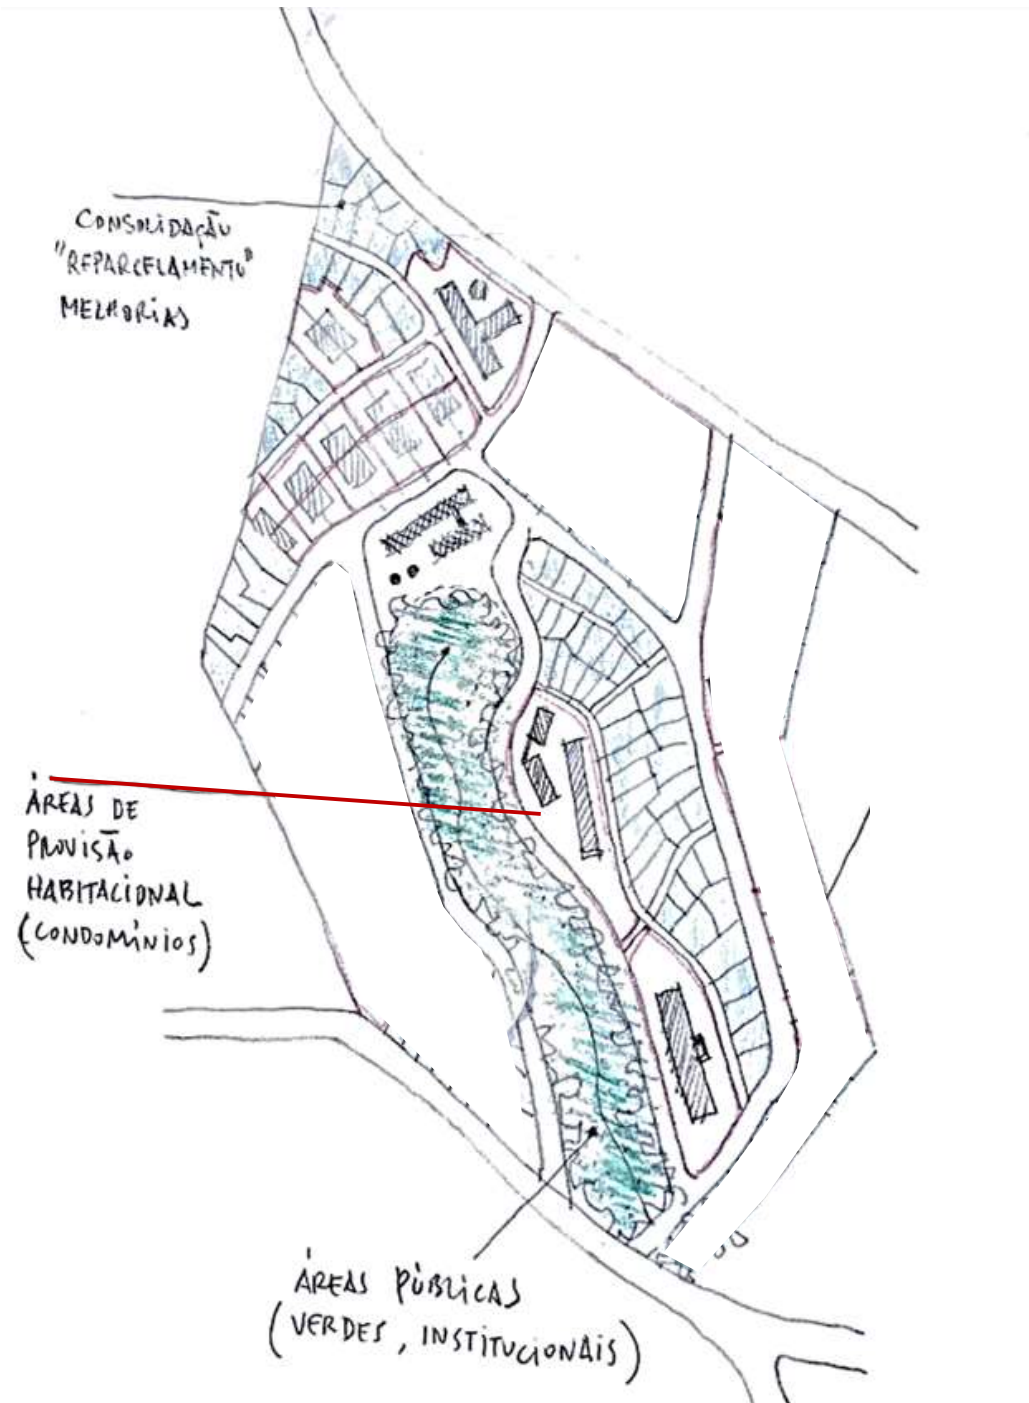 CONSOLIDAÇÃO
"REPARCELAMENTO"
MELHORIAS
ÁREAS DE
PROVISÃO
HABITACIONAL
(CONDOMÍNIOS)
ÁREAS PÚBLICAS
(VERDES, INSTITUCIONAIS)